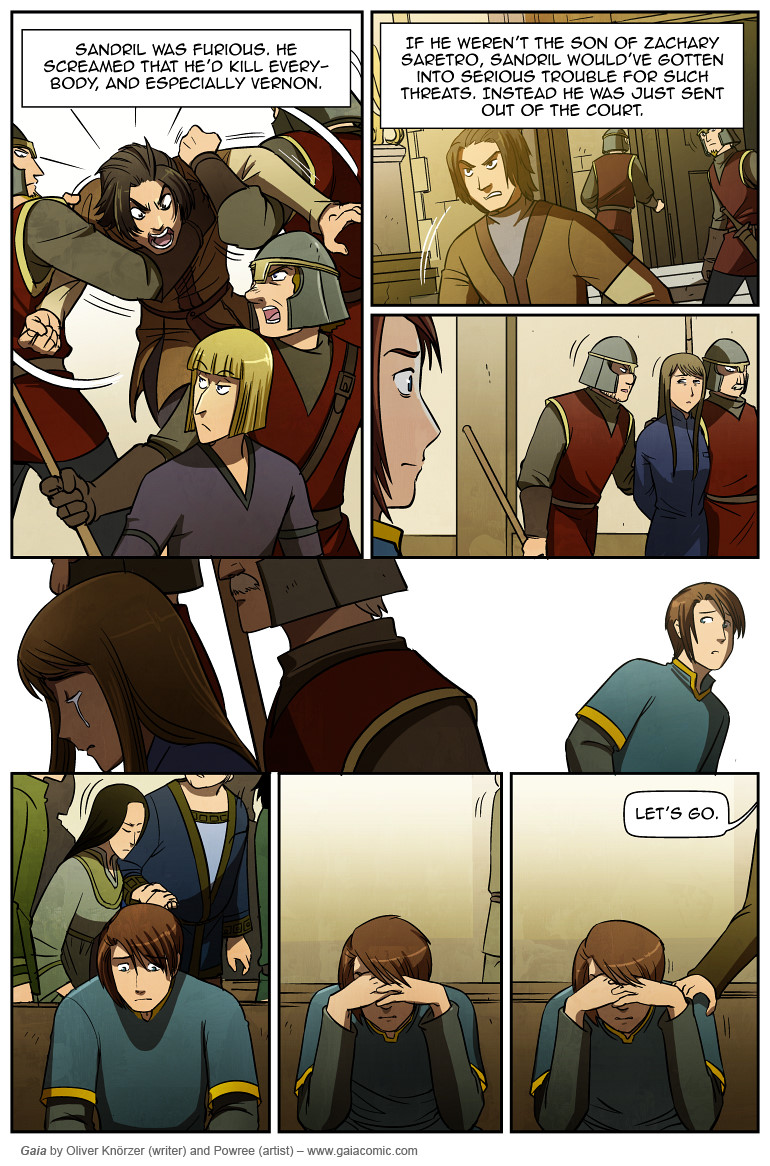 SANDRIL WAS FURIOUS. HE
SCREAMED THAT HE'D KILL EVERY-
BODY, AND ESPECIALLY VERNON.
IF HE WEREN'T THE SON OF ZACHARY
SARETRO, SANDRIL WOULD'VE GOTTEN
INTO SERIOUS TROUBLE FOR SUCH
THREATS. INSTEAD HE WAS JUST SENT
OUT OF THE COURT.
LET'S GO.
Gaia by Oliver Knörzer (writer) and Powree (artist) – www.gaiacomic.com